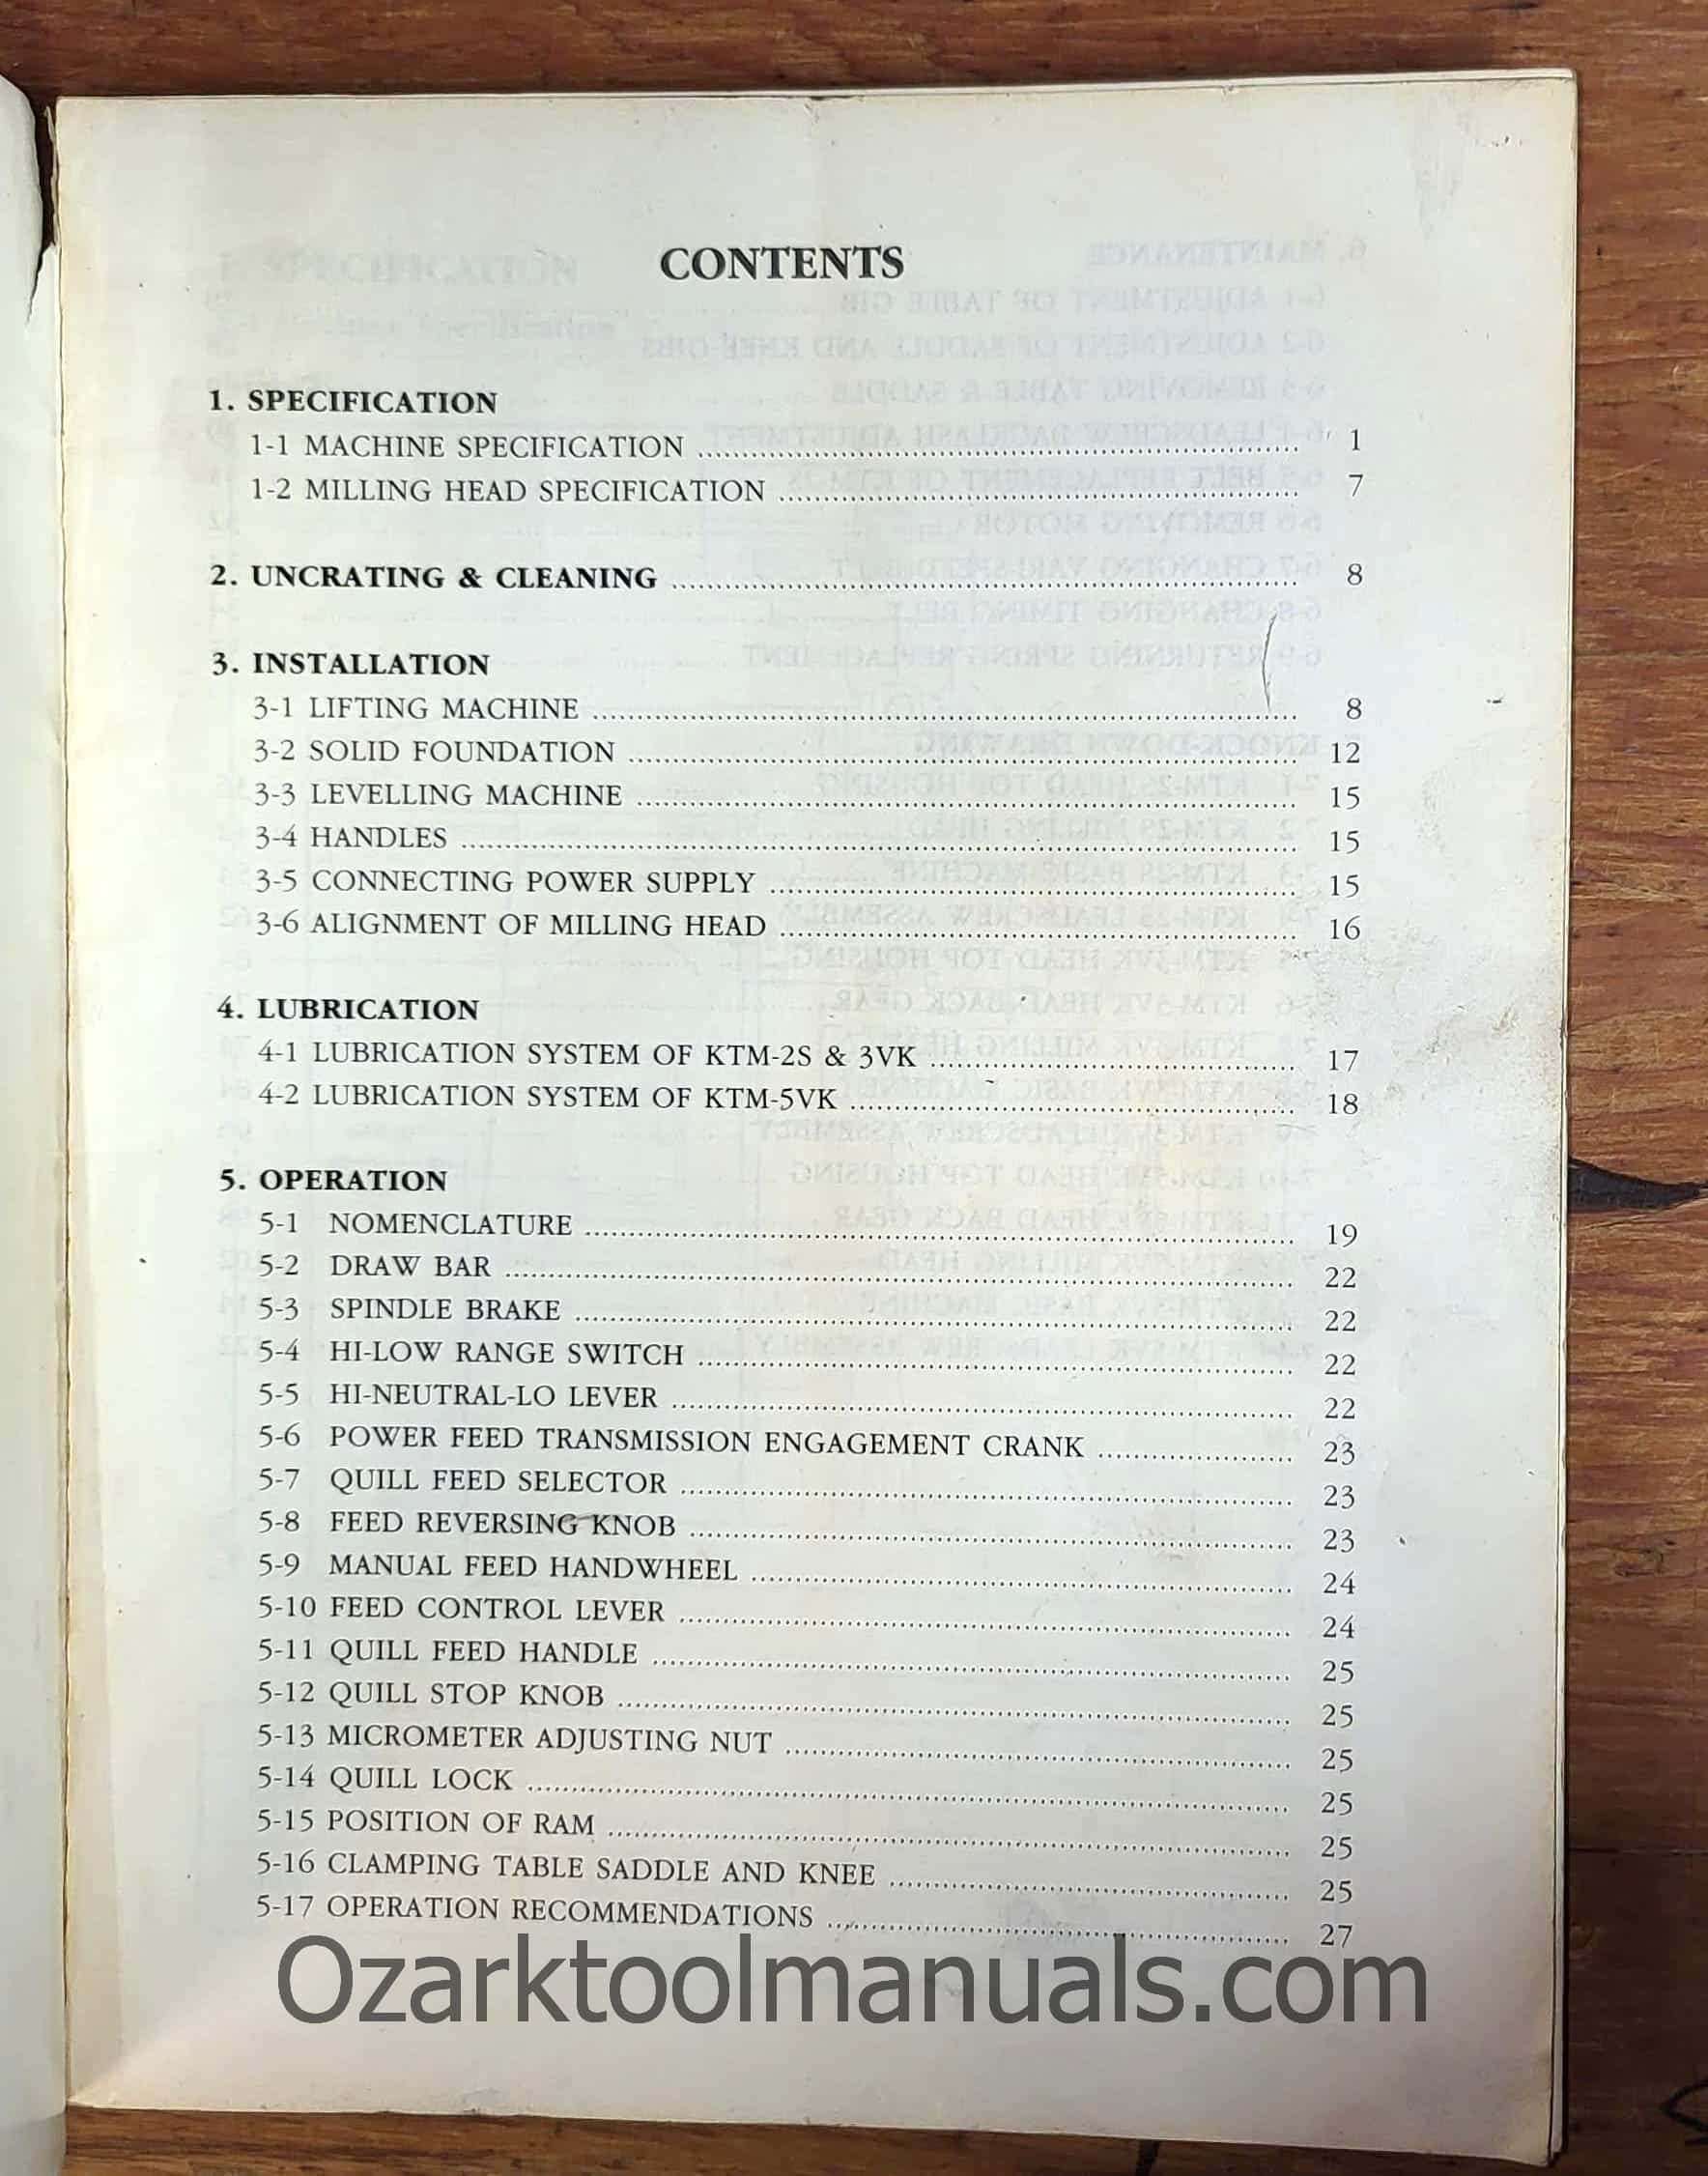 CONTENTS
1. SPECIFICATION
1-1 MACHINE SPECIFICATION ........ 1
1-2 MILLING HEAD SPECIFICATION ........ 7
2. UNCRATING & CLEANING ........ 8
3. INSTALLATION
3-1 LIFTING MACHINE ........ 8
3-2 SOLID FOUNDATION ........ 12
3-3 LEVELLING MACHINE ........ 15
3-4 HANDLES ........ 15
3-5 CONNECTING POWER SUPPLY ........ 15
3-6 ALIGNMENT OF MILLING HEAD ........ 16
4. LUBRICATION
4-1 LUBRICATION SYSTEM OF KTM-2S & 3VK ........ 17
4-2 LUBRICATION SYSTEM OF KTM-5VK ........ 18
5. OPERATION
5-1 NOMENCLATURE ........ 19
5-2 DRAW BAR ........ 22
5-3 SPINDLE BRAKE ........ 22
5-4 HI-LOW RANGE SWITCH ........ 22
5-5 HI-NEUTRAL-LO LEVER ........ 22
5-6 POWER FEED TRANSMISSION ENGAGEMENT CRANK ........ 23
5-7 QUILL FEED SELECTOR ........ 23
5-8 FEED REVERSING KNOB ........ 23
5-9 MANUAL FEED HANDWHEEL ........ 24
5-10 FEED CONTROL LEVER ........ 24
5-11 QUILL FEED HANDLE ........ 25
5-12 QUILL STOP KNOB ........ 25
5-13 MICROMETER ADJUSTING NUT ........ 25
5-14 QUILL LOCK ........ 25
5-15 POSITION OF RAM ........ 25
5-16 CLAMPING TABLE SADDLE AND KNEE ........ 25
5-17 OPERATION RECOMMENDATIONS ........ 27
Ozarktoolmanuals.com